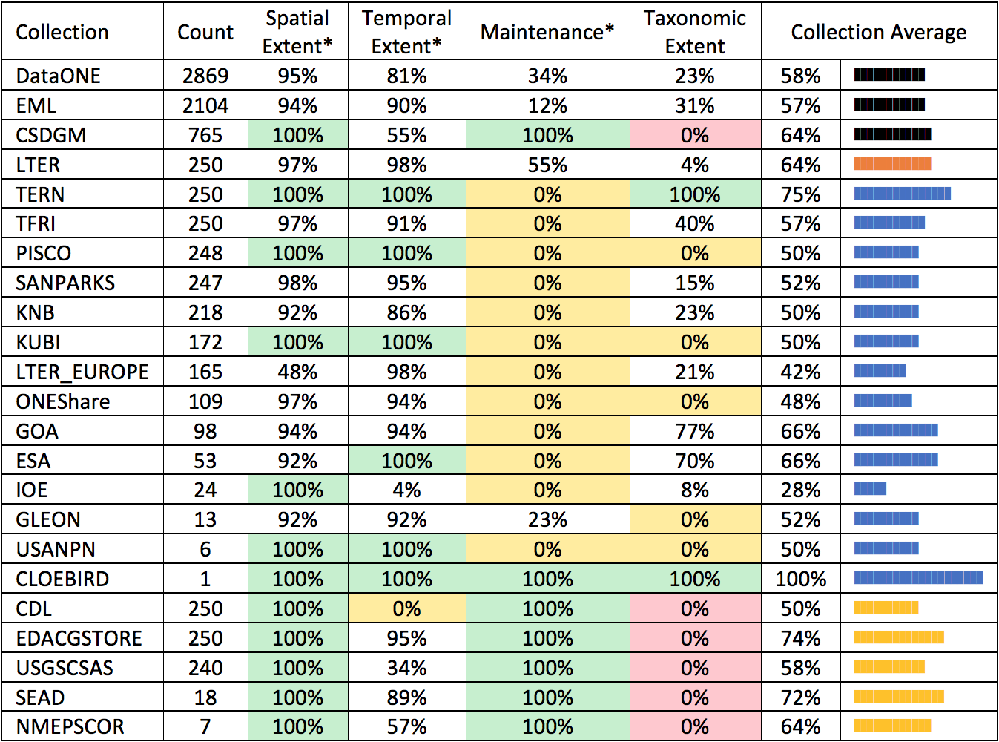 Collection Count Spatial Extent* Temporal Extent* Maintenance* Taxonomic Extent Collection Average
DataONE 2869 95% 81% 34% 23% 58%
EML 2104 94% 90% 12% 31% 57%
CSDGM 765 100% 55% 100% 0% 64%
LTER 250 97% 98% 55% 4% 64%
TERN 250 100% 100% 0% 100% 75%
TFRI 250 97% 91% 0% 40% 57%
PISCO 248 100% 100% 0% 0% 50%
SANPARKS 247 98% 95% 0% 15% 52%
KNB 218 92% 86% 0% 23% 50%
KUBI 172 100% 100% 0% 0% 50%
LTER_EUROPE 165 48% 98% 0% 21% 42%
ONEShare 109 97% 94% 0% 0% 48%
GOA 98 94% 94% 0% 77% 66%
ESA 53 92% 100% 0% 70% 66%
IOE 24 100% 4% 0% 8% 28%
GLEON 13 92% 92% 23% 0% 52%
USANPN 6 100% 100% 0% 0% 50%
CLOEBIRD 1 100% 100% 100% 100% 100%
CDL 250 100% 0% 100% 0% 50%
EDACGSTORE 250 100% 95% 100% 0% 74%
USGSCSAS 240 100% 34% 100% 0% 58%
SEAD 18 100% 89% 100% 0% 72%
NMEPSCOR 7 100% 57% 100% 0% 64%